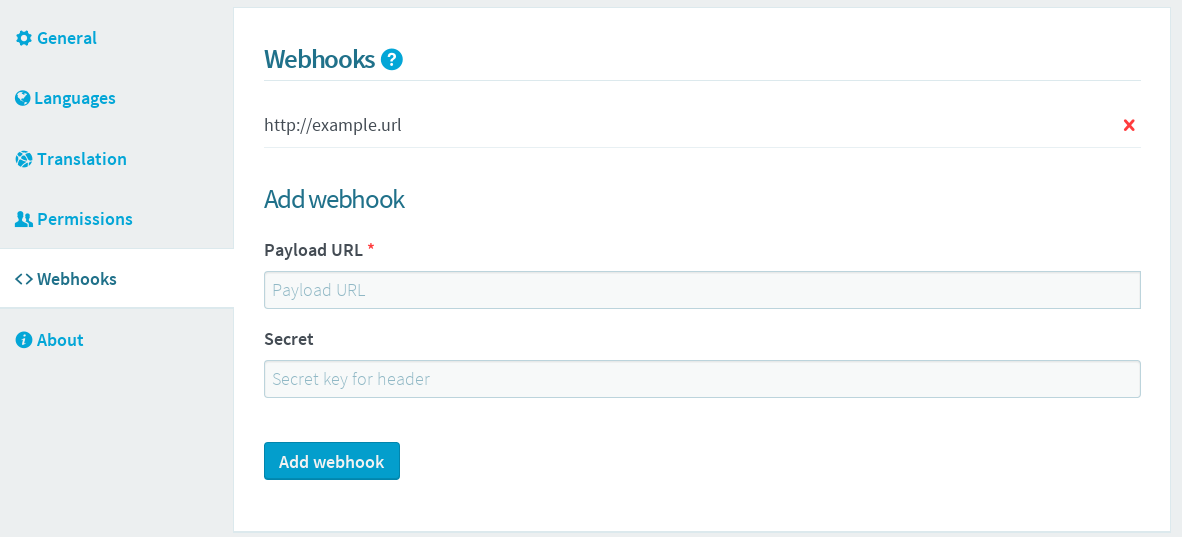 General
Languages
Translation
Permissions
<> Webhooks
About
Webhooks ?
http://example.url
Add webhook
Payload URL *
Payload URL
Secret
Secret key for header
Add webhook